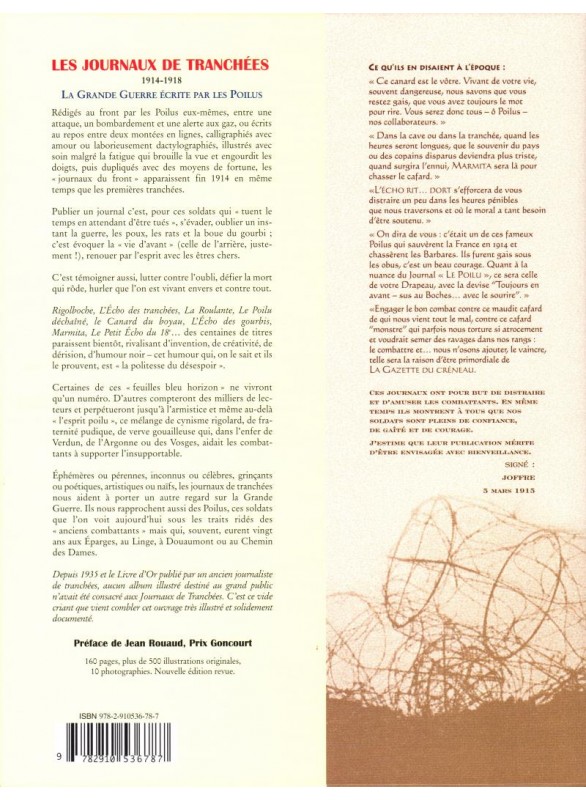 LES JOURNAUX DE TRANCHÉES
1914-1918
LA GRANDE GUERRE ÉCRITE PAR LES POILUS
Rédigés au front par les Poilus eux-mêmes, entre une
attaque, un bombardement et une alerte aux gaz, ou écrits
au repos entre deux montées en lignes, calligraphiés avec
amour ou laborieusement dactylographiés, illustrés avec
soin malgré la fatigue qui brouille la vue et engourdit les
doigts, puis dupliqués avec des moyens de fortune, les
« journaux du front » apparaissent fin 1914 en même
temps que les premières tranchées.
Publier un journal c'est, pour ces soldats qui « tuent le
temps en attendant d'être tués », s'évader, oublier un ins-
tant la guerre, les poux, les rats et la boue du gourbi ;
c'est évoquer la « vie d'avant » (celle de l'arrière, juste-
ment !), renouer par l'esprit avec les êtres chers.
C'est témoigner aussi, lutter contre l'oubli, défier la mort
qui rôde, hurler que l'on est vivant envers et contre tout.
Rigolboche, L'Écho des tranchées, La Roulante, Le Poilu
déchaîné, le Canard du boyau, L'Écho des gourbis,
Marmita, Le Petit Écho du 18e... des centaines de titres
paraissent bientôt, rivalisant d'invention, de créativité, de
dérision, d'humour noir – cet humour qui, on le sait et ils
le prouvent, est « la politesse du désespoir ».
Certaines de ces « feuilles bleu horizon » ne vivront
qu'un numéro. D'autres compteront des milliers de lec-
teurs et perpétueront jusqu'à l'armistice et même au-delà
« l'esprit poilu », ce mélange de cynisme rigolard, de fra-
ternité pudique, de verve gouailleuse qui, dans l'enfer de
Verdun, de l'Argonne ou des Vosges, aidait les combat-
tants à supporter l'insupportable.
Éphémères ou pérennes, inconnus ou célèbres, grinçants
ou poétiques, artistiques ou naïfs, les journaux de tranchées
nous aident à porter un autre regard sur la Grande
Guerre. Ils nous rapprochent aussi des Poilus, ces soldats
que l'on voit aujourd'hui sous les traits ridés des
« anciens combattants » mais qui, souvent, eurent vingt
ans aux Éparges, au Linge, à Douaumont ou au Chemin
des Dames.
Depuis 1935 et le Livre d'Or publié par un ancien journaliste
de tranchées, aucun album illustré destiné au grand public
n'avait été consacré aux Journaux de Tranchées. C'est ce vide
criant que vient combler cet ouvrage très illustré et solidement
documenté.
Préface de Jean Rouaud, Prix Goncourt
160 pages, plus de 500 illustrations originales,
10 photographies. Nouvelle édition revue.
ISBN 978-2-910536-78-7
9 782910 536787
CE QU'ILS EN DISAIENT À L'ÉPOQUE :
« Ce canard est le vôtre. Vivant de votre vie,
souvent dangereuse, nous savons que vous
restez gais, que vous avez toujours le mot
pour rire. Vous serez donc tous – ô Poilus –
nos collaborateurs. »
« Dans la cave ou dans la tranchée, quand les
heures seront longues, que le souvenir du pays
ou des copains disparus deviendra plus triste,
quand surgira l'ennui, MARMITA sera là pour
chasser le cafard. »
« L'ÉCHO RIT... DORT s'efforcera de vous
distraire un peu dans les heures pénibles
que nous traversons et où le moral a tant besoin
d'être soutenu. »
« On dira de vous : c'était un de ces fameux
Poilus qui sauvèrent la France en 1914 et
chassèrent les Barbares. Ils furent gais sous
les obus, c'est un beau courage. Quant à la
nuance du Journal « LE POILU », ce sera celle
de votre Drapeau, avec la devise "Toujours en
avant – sus au Boches... avec le sourire". »
«Engager le bon combat contre ce maudit cafard
de qui nous vient tout le mal, contre ce cafard
"monstre" qui parfois nous torture si atrocement
et voudrait semer des ravages dans nos rangs :
le combattre et... nous n'osons ajouter, le vaincre,
telle sera la raison d'être primordiale de
LA GAZETTE DU CRÉNEAU.
CES JOURNAUX ONT POUR BUT DE DISTRAIRE
ET D'AMUSER LES COMBATTANTS. EN MÊME
TEMPS ILS MONTRENT À TOUS QUE NOS
SOLDATS SONT PLEINS DE CONFIANCE,
DE GAÎTÉ ET DE COURAGE.
J'ESTIME QUE LEUR PUBLICATION MÉRITE
D'ÊTRE ENVISAGÉE AVEC BIENVEILLANCE.
SIGNÉ :
JOFFRE
5 MARS 1915